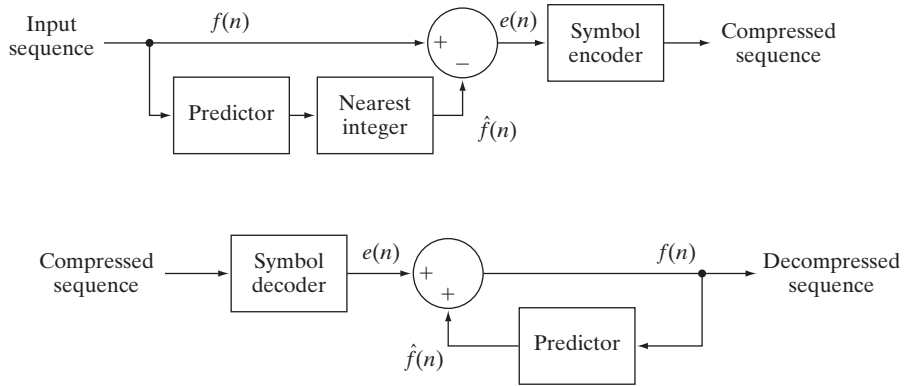 Input
sequence
f(n)
+
−
e(n)
Symbol
encoder
Compressed
sequence
Predictor
Nearest
integer
f̂(n)
Compressed
sequence
Symbol
decoder
e(n)
+
+
f(n)
Decompressed
sequence
f̂(n)
Predictor